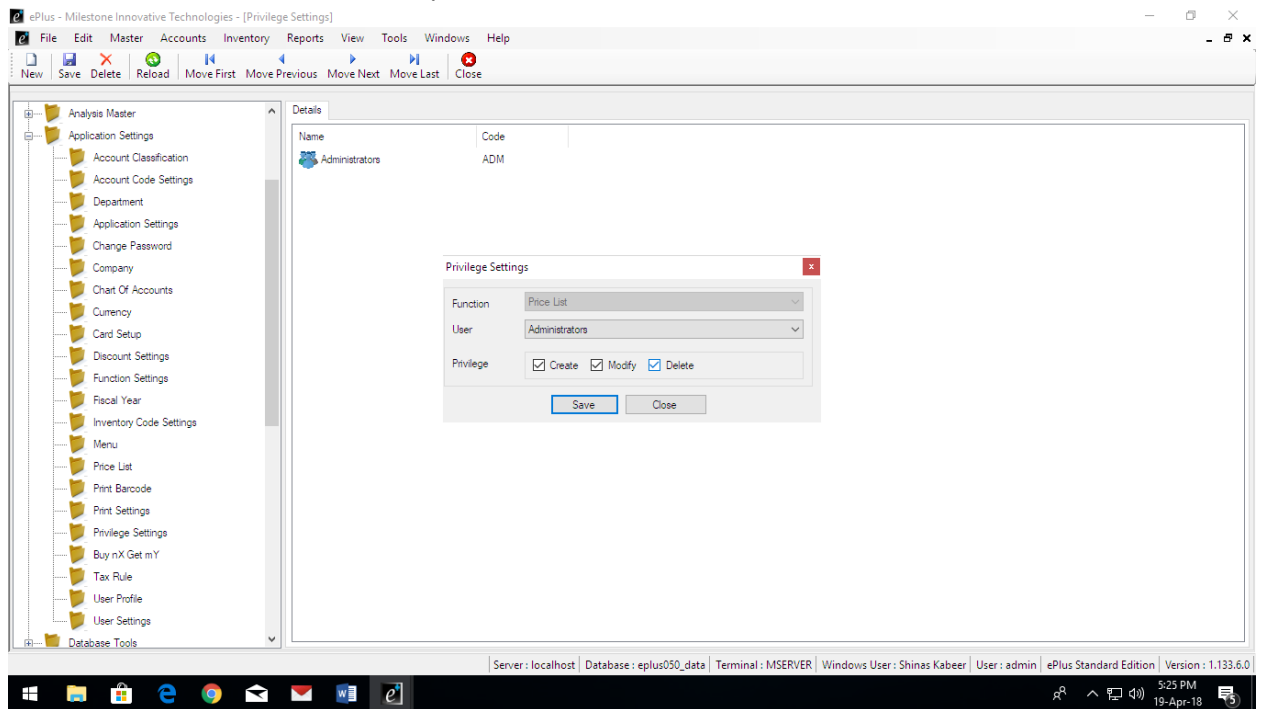 ePlus - Milestone Innovative Technologies - [Privilege Settings]
File Edit Master Accounts Inventory Reports View Tools Windows Help
New Save Delete Reload Move First Move Previous Move Next Move Last Close
Analysis Master
Application Settings
Account Classification
Account Code Settings
Department
Application Settings
Change Password
Company
Chart Of Accounts
Currency
Card Setup
Discount Settings
Function Settings
Fiscal Year
Inventory Code Settings
Menu
Price List
Print Barcode
Print Settings
Privilege Settings
Buy nX Get mY
Tax Rule
User Profile
User Settings
Database Tools
Details
Name Code
Administrators ADM
Privilege Settings
Function Price List
User Administrators
Privilege Create Modify Delete
Save Close
Server : localhost Database : eplus050_data Terminal : MSERVER Windows User : Shinas Kabeer User : admin ePlus Standard Edition Version : 1.133.6.0
5:25 PM
19-Apr-18
5